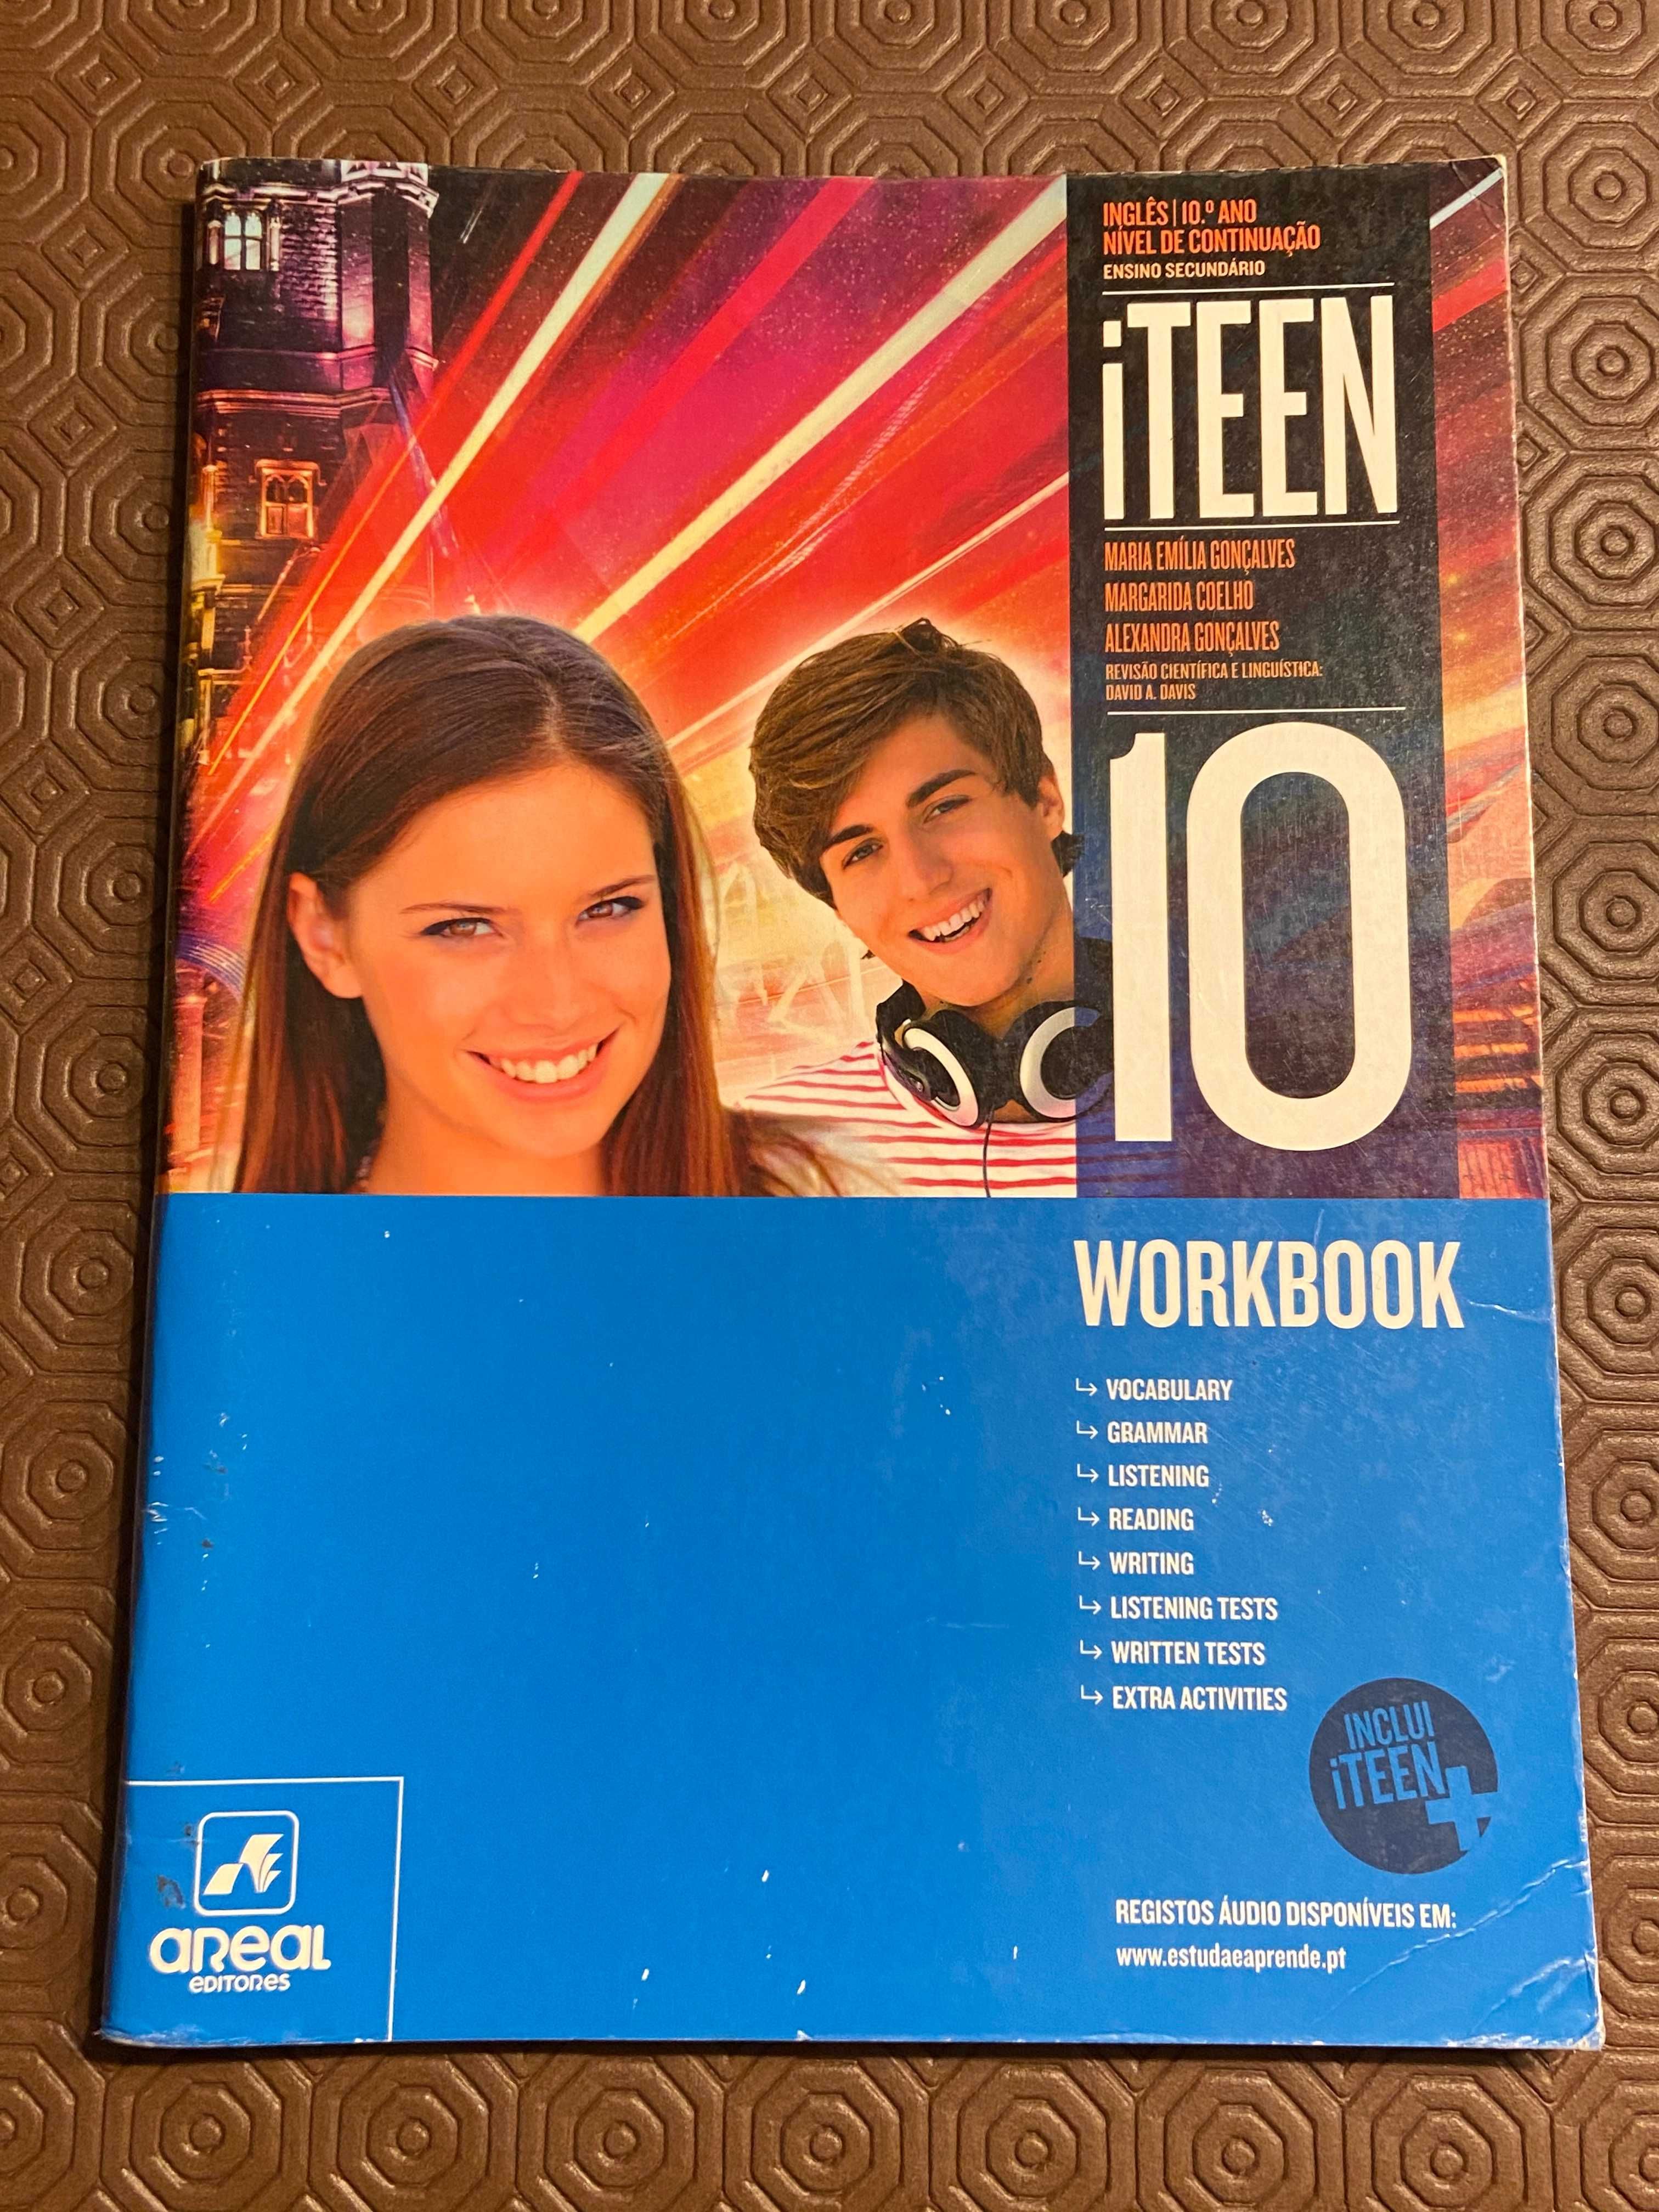 INGLÊS | 10.º ANO
NÍVEL DE CONTINUAÇÃO
ENSINO SECUNDÁRIO
iTEEN
MARIA EMÍLIA GONÇALVES
MARGARIDA COELHO
ALEXANDRA GONÇALVES
REVISÃO CIENTÍFICA E LINGUÍSTICA:
DAVID A. DAVIS
10
WORKBOOK
↳ VOCABULARY
↳ GRAMMAR
↳ LISTENING
↳ READING
↳ WRITING
↳ LISTENING TESTS
↳ WRITTEN TESTS
↳ EXTRA ACTIVITIES
INCLUI
iTEEN+
REGISTOS ÁUDIO DISPONÍVEIS EM:
www.estudaeaprende.pt
aReal
eDITORes